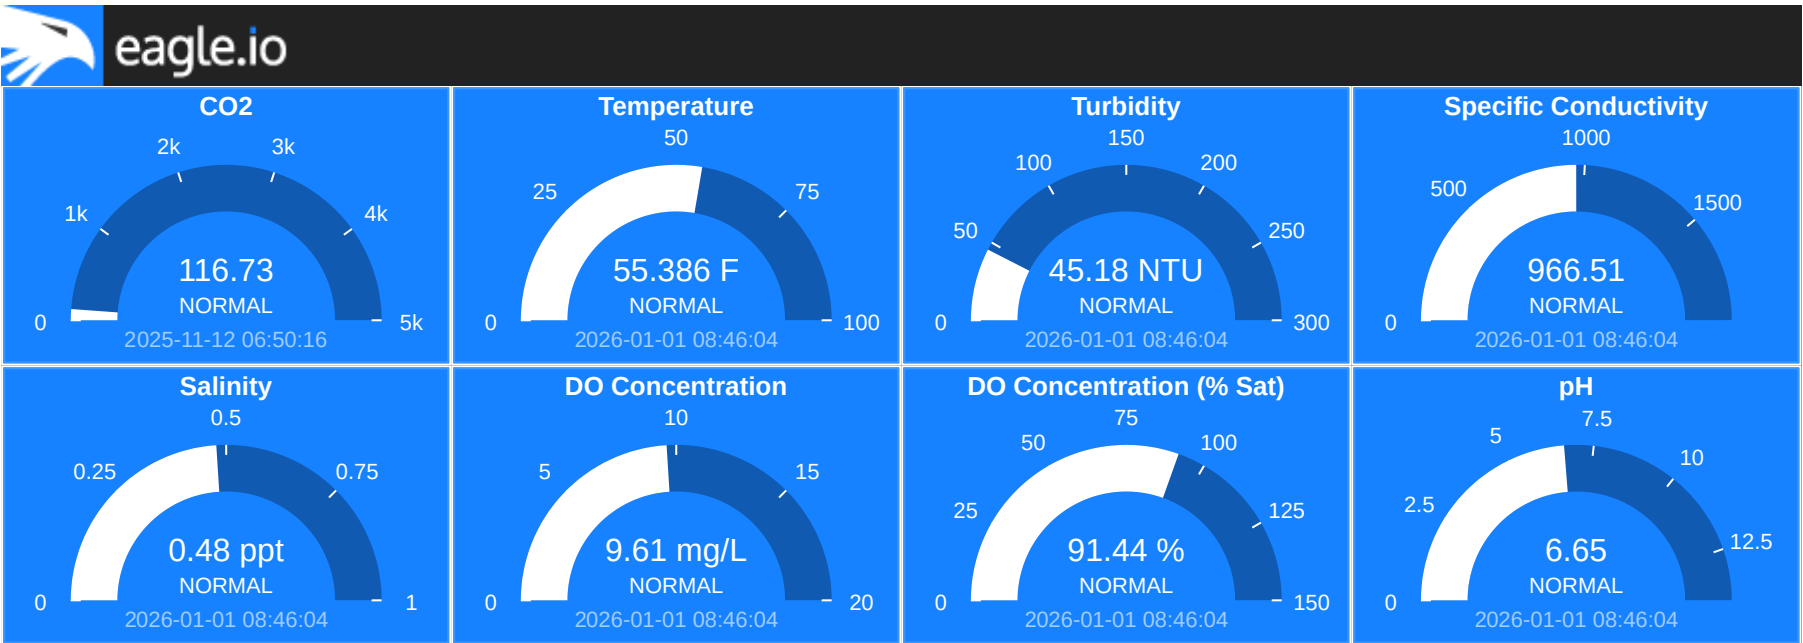 eagle.io
CO2
2k
3k
1k
4k
116.73
NORMAL
0
5k
2025-11-12 06:50:16
Temperature
50
25
75
55.386 F
NORMAL
0
100
2026-01-01 08:46:04
Turbidity
150
100
200
50
250
45.18 NTU
NORMAL
0
300
2026-01-01 08:46:04
Specific Conductivity
1000
500
1500
966.51
NORMAL
0
2026-01-01 08:46:04
Salinity
0.5
0.25
0.75
0.48 ppt
NORMAL
0
1
2026-01-01 08:46:04
DO Concentration
10
5
15
9.61 mg/L
NORMAL
0
20
2026-01-01 08:46:04
DO Concentration (% Sat)
75
50
100
25
125
91.44 %
NORMAL
0
150
2026-01-01 08:46:04
pH
7.5
5
10
2.5
12.5
6.65
NORMAL
0
2026-01-01 08:46:04